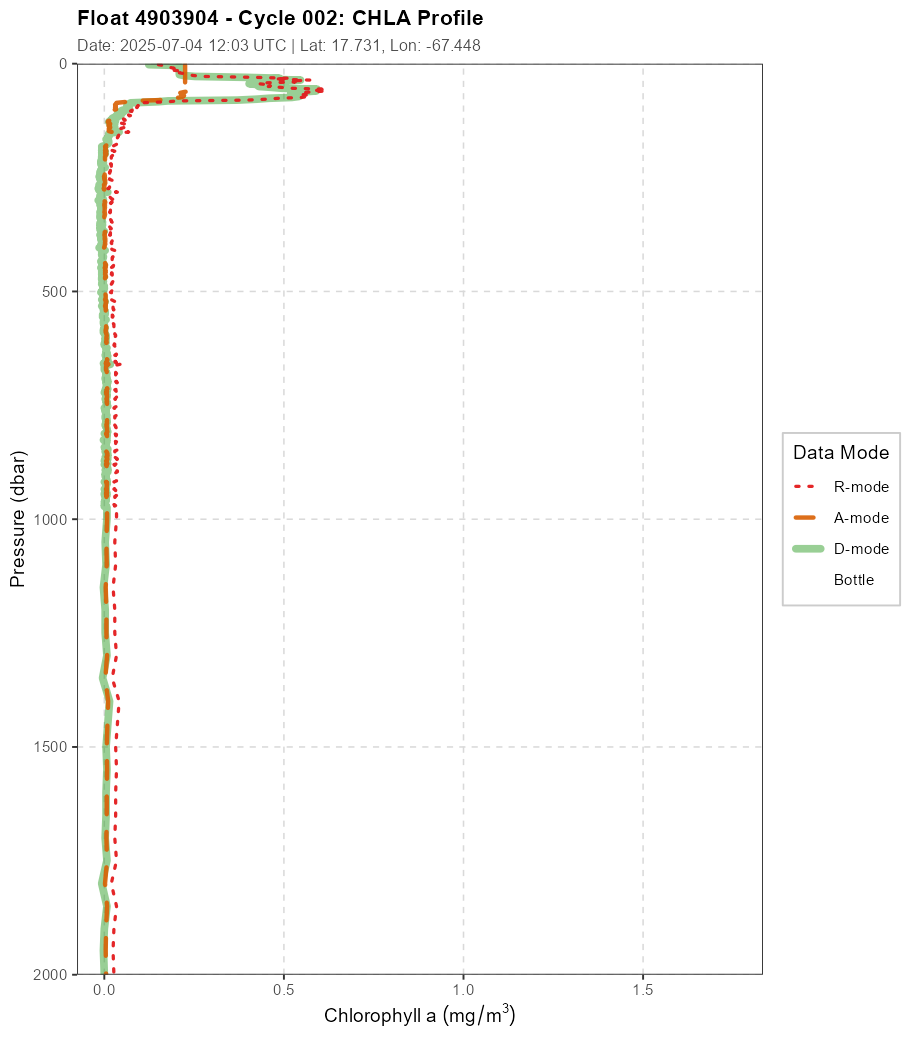 Float 4903904 - Cycle 002: CHLA Profile
Date: 2025-07-04 12:03 UTC | Lat: 17.731, Lon: -67.448
0
500
1000
1500
2000
Pressure (dbar)
0.0 0.5 1.0 1.5
Chlorophyll a (mg/m³)
Data Mode
R-mode
A-mode
D-mode
Bottle